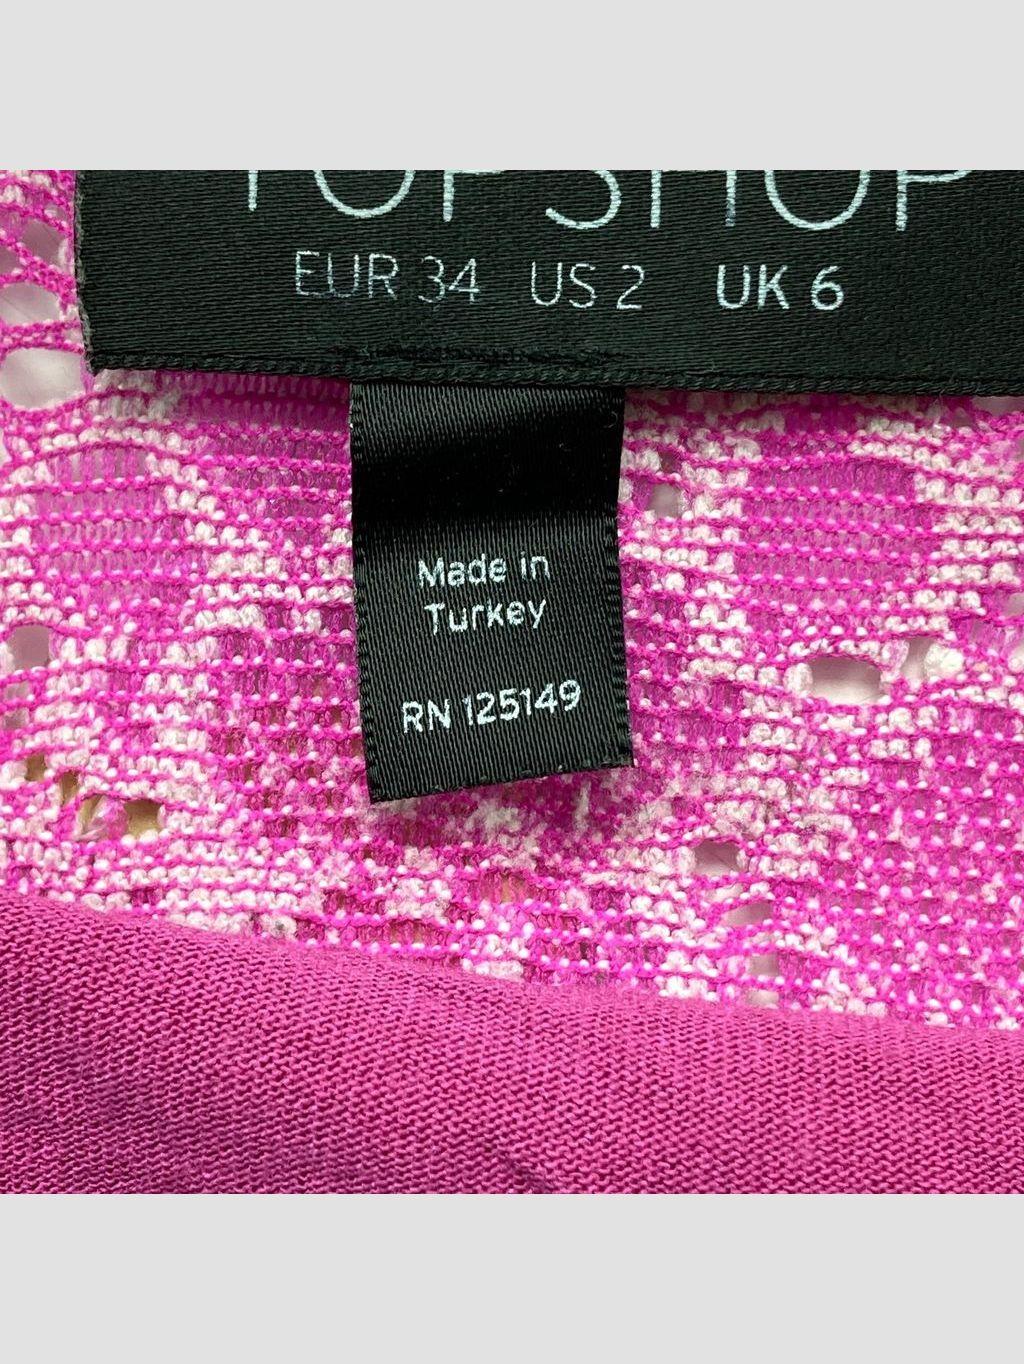 TOPSHOP
EUR 34 US 2 UK 6
Made in
Turkey
RN 125149